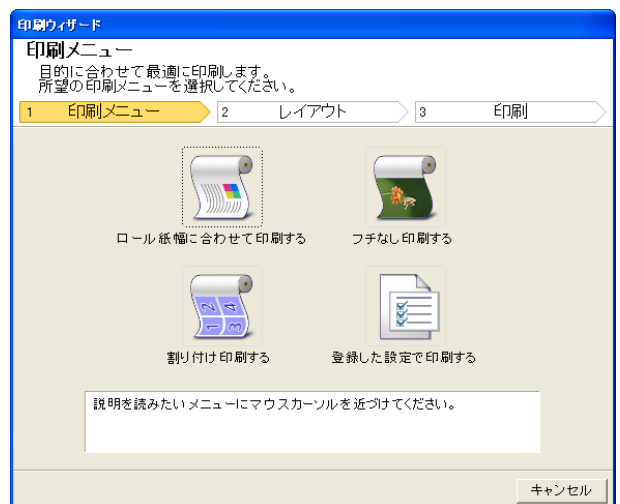 印刷ウィザード
印刷メニュー
目的に合わせて最適に印刷します。
所望の印刷メニューを選択してください。
1 印刷メニュー 2 レイアウト 3 印刷
ロール紙幅に合わせて印刷する フチなし印刷する
1 2 3 4
割り付け印刷する 登録した設定で印刷する
説明を読みたいメニューにマウスカーソルを近づけてください。
キャンセル